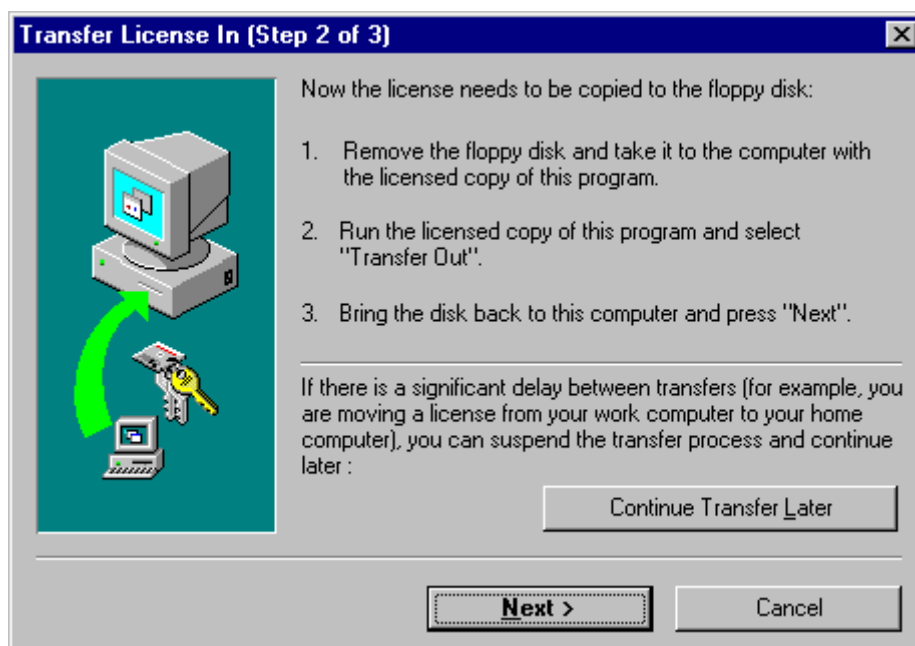 Transfer License In (Step 2 of 3)
Now the license needs to be copied to the floppy disk:
1. Remove the floppy disk and take it to the computer with
the licensed copy of this program.
2. Run the licensed copy of this program and select
"Transfer Out".
3. Bring the disk back to this computer and press "Next".
If there is a significant delay between transfers (for example, you
are moving a license from your work computer to your home
computer), you can suspend the transfer process and continue
later :
Continue Transfer Later
Next >
Cancel